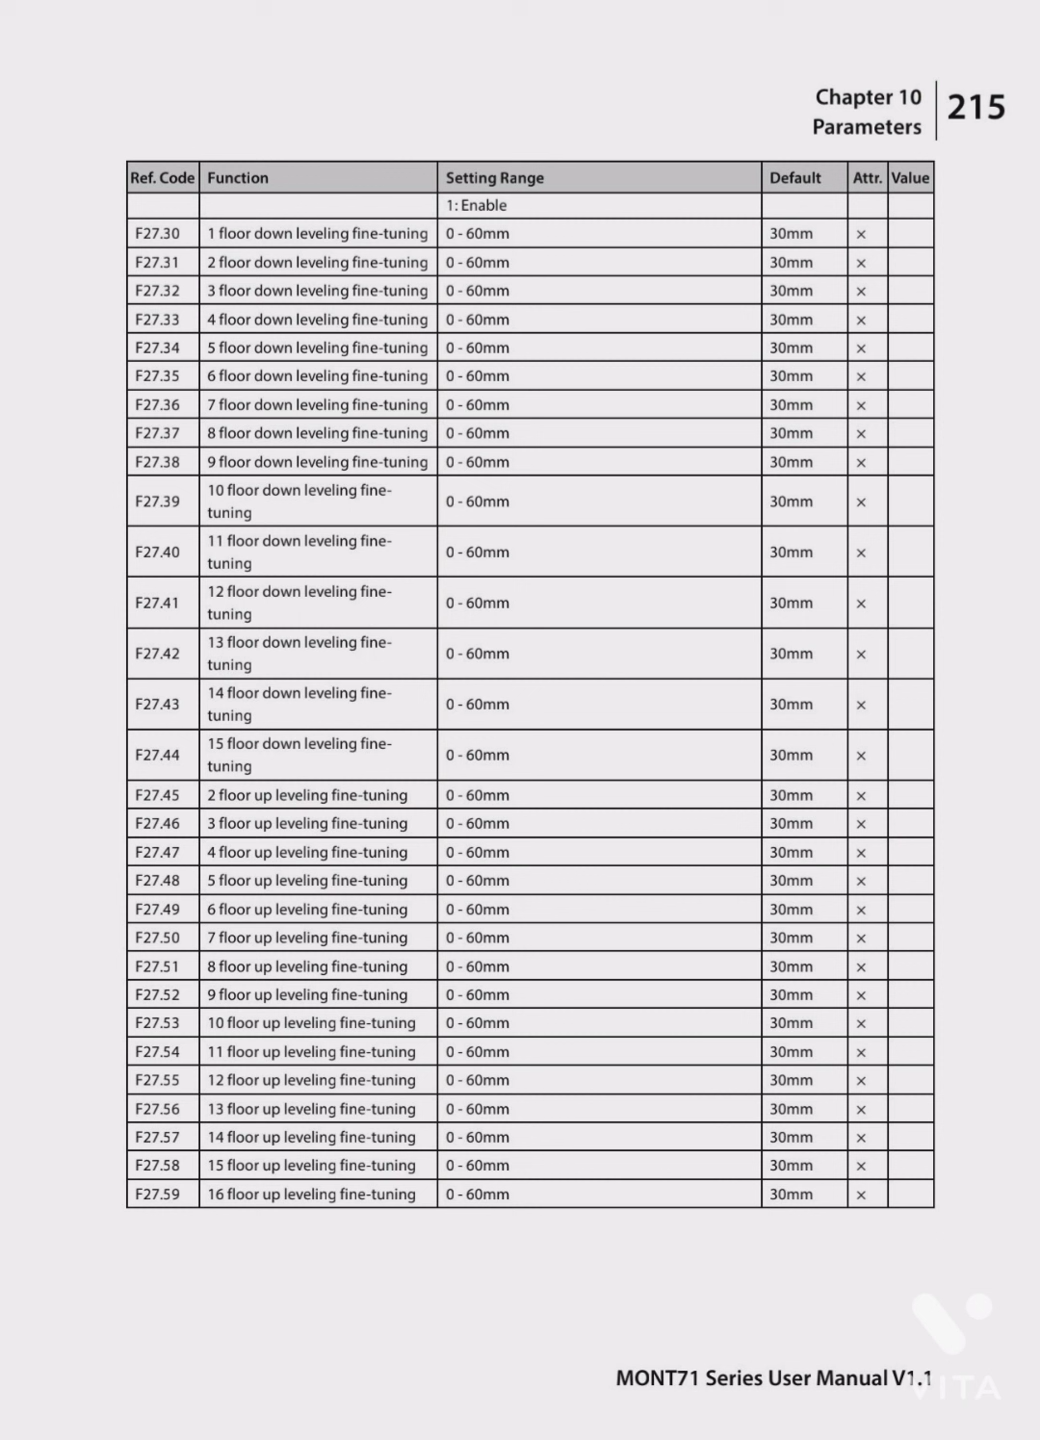 Chapter 10
Parameters
215
Ref. Code Function Setting Range Default Attr. Value
1: Enable
F27.30 1 floor down leveling fine-tuning 0 - 60mm 30mm ×
F27.31 2 floor down leveling fine-tuning 0 - 60mm 30mm ×
F27.32 3 floor down leveling fine-tuning 0 - 60mm 30mm ×
F27.33 4 floor down leveling fine-tuning 0 - 60mm 30mm ×
F27.34 5 floor down leveling fine-tuning 0 - 60mm 30mm ×
F27.35 6 floor down leveling fine-tuning 0 - 60mm 30mm ×
F27.36 7 floor down leveling fine-tuning 0 - 60mm 30mm ×
F27.37 8 floor down leveling fine-tuning 0 - 60mm 30mm ×
F27.38 9 floor down leveling fine-tuning 0 - 60mm 30mm ×
F27.39 10 floor down leveling fine-
tuning 0 - 60mm 30mm ×
F27.40 11 floor down leveling fine-
tuning 0 - 60mm 30mm ×
F27.41 12 floor down leveling fine-
tuning 0 - 60mm 30mm ×
F27.42 13 floor down leveling fine-
tuning 0 - 60mm 30mm ×
F27.43 14 floor down leveling fine-
tuning 0 - 60mm 30mm ×
F27.44 15 floor down leveling fine-
tuning 0 - 60mm 30mm ×
F27.45 2 floor up leveling fine-tuning 0 - 60mm 30mm ×
F27.46 3 floor up leveling fine-tuning 0 - 60mm 30mm ×
F27.47 4 floor up leveling fine-tuning 0 - 60mm 30mm ×
F27.48 5 floor up leveling fine-tuning 0 - 60mm 30mm ×
F27.49 6 floor up leveling fine-tuning 0 - 60mm 30mm ×
F27.50 7 floor up leveling fine-tuning 0 - 60mm 30mm ×
F27.51 8 floor up leveling fine-tuning 0 - 60mm 30mm ×
F27.52 9 floor up leveling fine-tuning 0 - 60mm 30mm ×
F27.53 10 floor up leveling fine-tuning 0 - 60mm 30mm ×
F27.54 11 floor up leveling fine-tuning 0 - 60mm 30mm ×
F27.55 12 floor up leveling fine-tuning 0 - 60mm 30mm ×
F27.56 13 floor up leveling fine-tuning 0 - 60mm 30mm ×
F27.57 14 floor up leveling fine-tuning 0 - 60mm 30mm ×
F27.58 15 floor up leveling fine-tuning 0 - 60mm 30mm ×
F27.59 16 floor up leveling fine-tuning 0 - 60mm 30mm ×
MONT71 Series User Manual V1.1
VITA